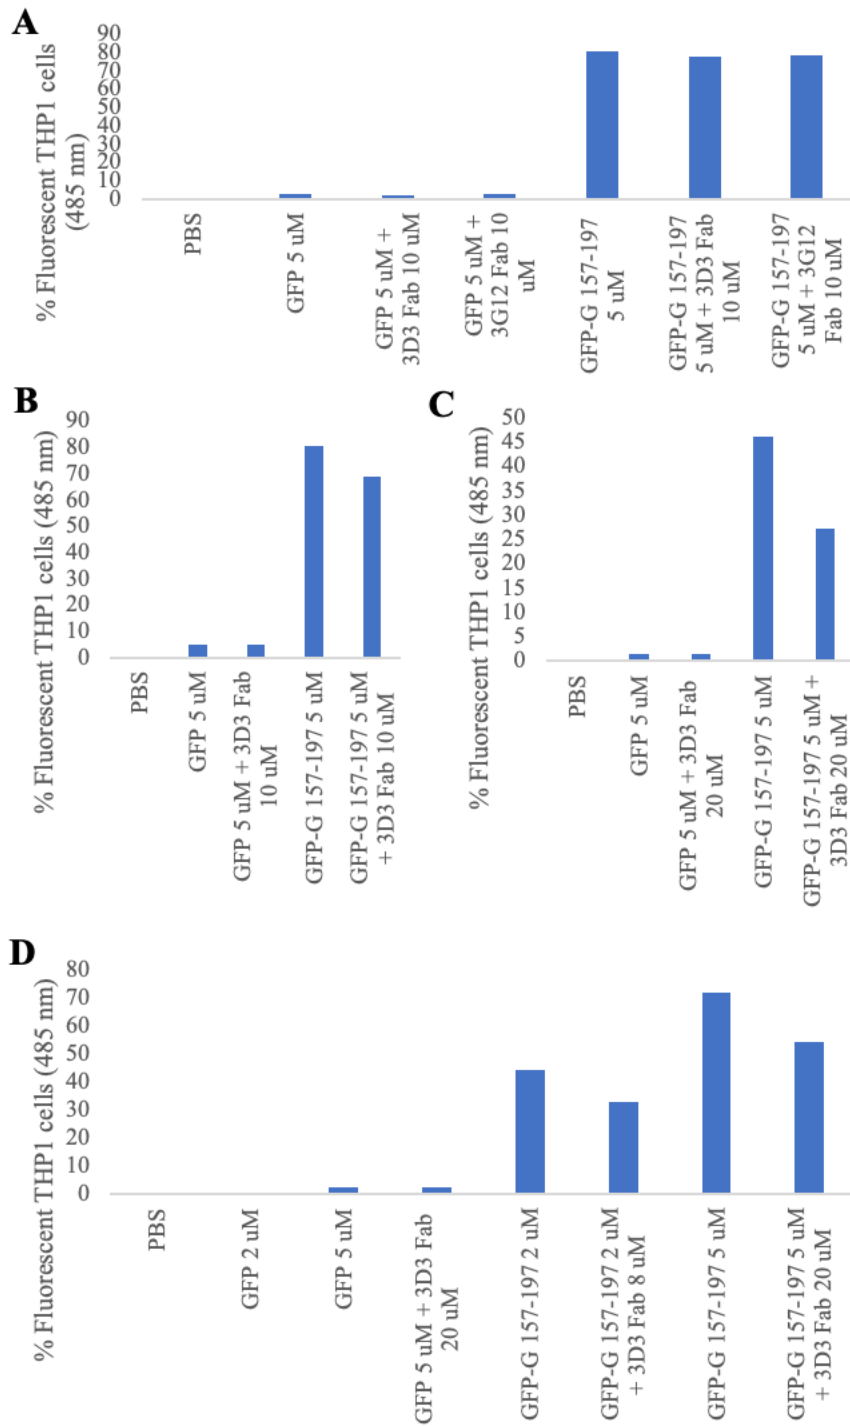 A
% Fluorescent THP1 cells
(485 nm)
90
80
70
60
50
40
30
20
10
0
PBS
GFP 5 uM
GFP 5 uM +
3D3 Fab 10 uM
GFP 5 uM +
3G12 Fab 10
uM
GFP-G 157-197
5 uM
GFP-G 157-197
5 uM + 3D3 Fab
10 uM
GFP-G 157-197
5 uM + 3G12
Fab 10 uM
B
% Fluorescent THP1 cells (485 nm)
90
80
70
60
50
40
30
20
10
0
PBS
GFP 5 uM
GFP 5 uM + 3D3 Fab
10 uM
GFP-G 157-197 5 uM
GFP-G 157-197 5 uM
+ 3D3 Fab 10 uM
C
% Fluorescent THP1 cells (485 nm)
50
45
40
35
30
25
20
15
10
5
0
PBS
GFP 5 uM
GFP 5 uM + 3D3 Fab
20 uM
GFP-G 157-197 5 uM
GFP-G 157-197 5 uM +
3D3 Fab 20 uM
D
% Fluorescent THP1 cells (485 nm)
80
70
60
50
40
30
20
10
0
PBS
GFP 2 uM
GFP 5 uM
GFP 5 uM + 3D3 Fab
20 uM
GFP-G 157-197 2 uM
GFP-G 157-197 2 uM
+ 3D3 Fab 8 uM
GFP-G 157-197 5 uM
GFP-G 157-197 5 uM
+ 3D3 Fab 20 uM